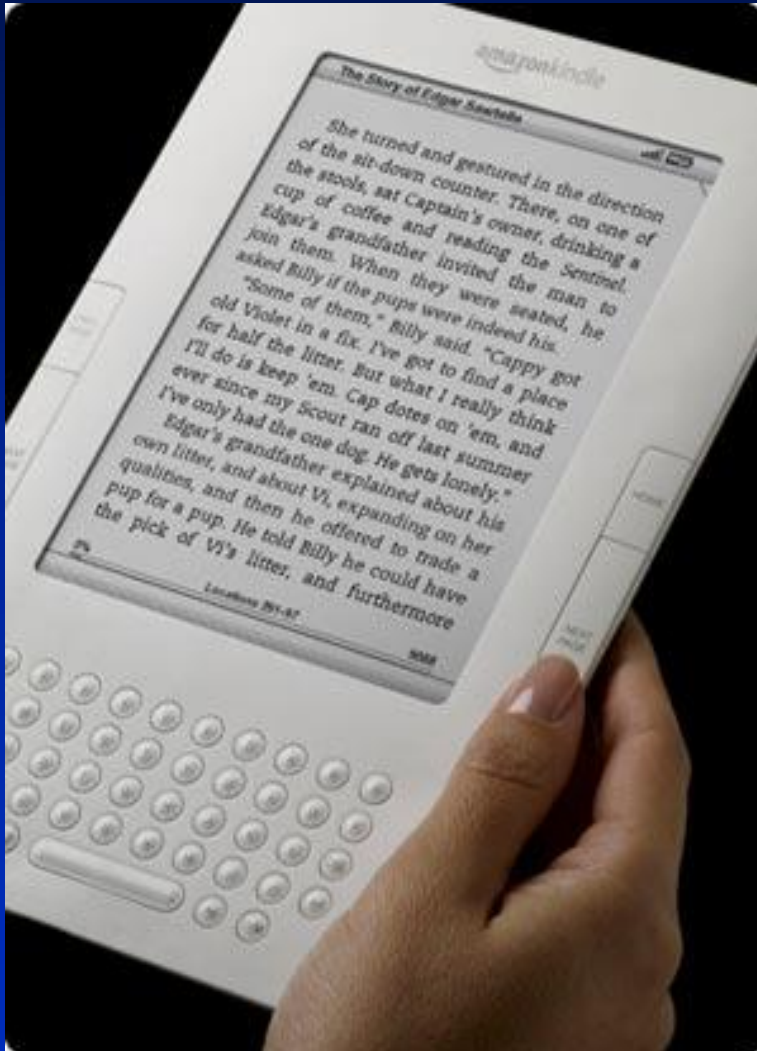 amazonkindle
The Story of Edgar Sawtelle
She turned and gestured in the direction
of the sit-down counter. There, on one of
the stools, sat Captain's owner, drinking a
cup of coffee and reading the Sentinel.
Edgar's grandfather invited the man to
join them. When they were seated, he
asked Billy if the pups were indeed his.
"Some of them," Billy said. "Cappy got
old Violet in a fix. I've got to find a place
for half the litter. But what I really think
I'll do is keep 'em. Cap dotes on 'em, and
ever since my Scout ran off last summer
I've only had the one dog. He gets lonely."
Edgar's grandfather explained about his
own litter, and about Vi, expanding on her
qualities, and then he offered to trade a
pup for a pup. He told Billy he could have
the pick of Vi's litter, and furthermore
Locations
HOME
NEXT
PAGE